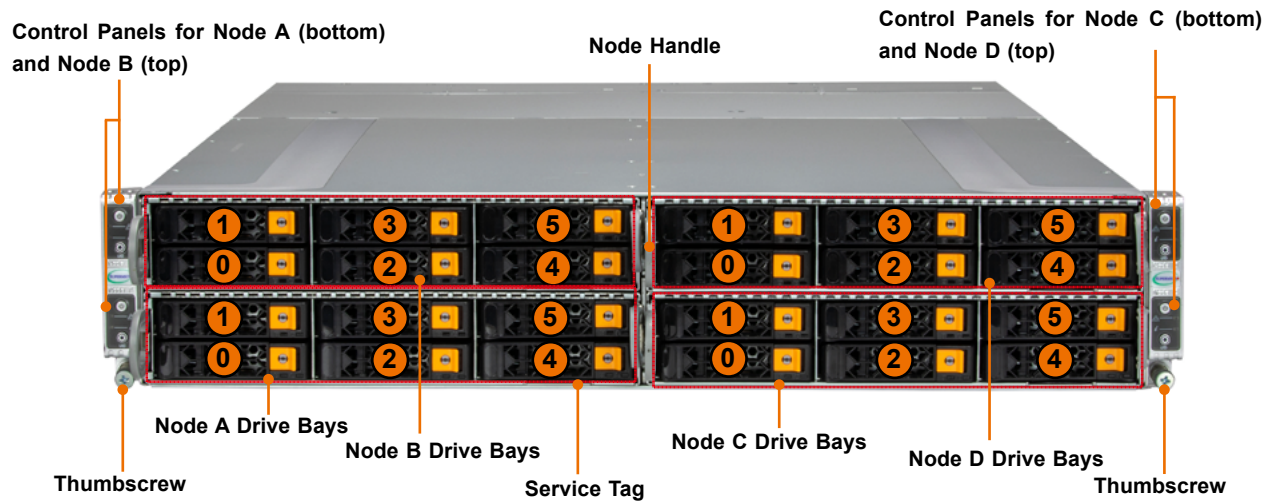 Control Panels for Node A (bottom)
and Node B (top)
Node Handle
Control Panels for Node C (bottom)
and Node D (top)
1 3 5 1 3 5
0 2 4 0 2 4
1 3 5 1 3 5
0 2 4 0 2 4
Node A Drive Bays
Node B Drive Bays
Node C Drive Bays
Node D Drive Bays
Thumbscrew
Service Tag
Thumbscrew